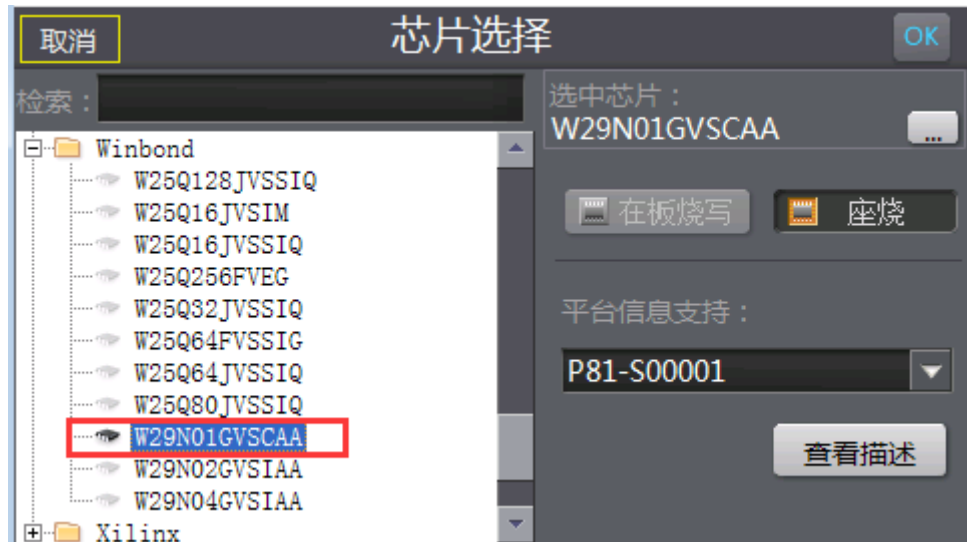 取消
芯片选择
OK
检索：
Winbond
W25Q128JVSSIQ
W25Q16JVSIM
W25Q16JVSSIQ
W25Q256FVEG
W25Q32JVSSIQ
W25Q64FVSSIG
W25Q64JVSSIQ
W25Q80JVSSIQ
W29N01GVSCAA
W29N02GVSIAA
W29N04GVSIAA
Xilinx
选中芯片：
W29N01GVSCAA
...
在板烧写
座烧
平台信息支持：
P81-S00001
查看描述